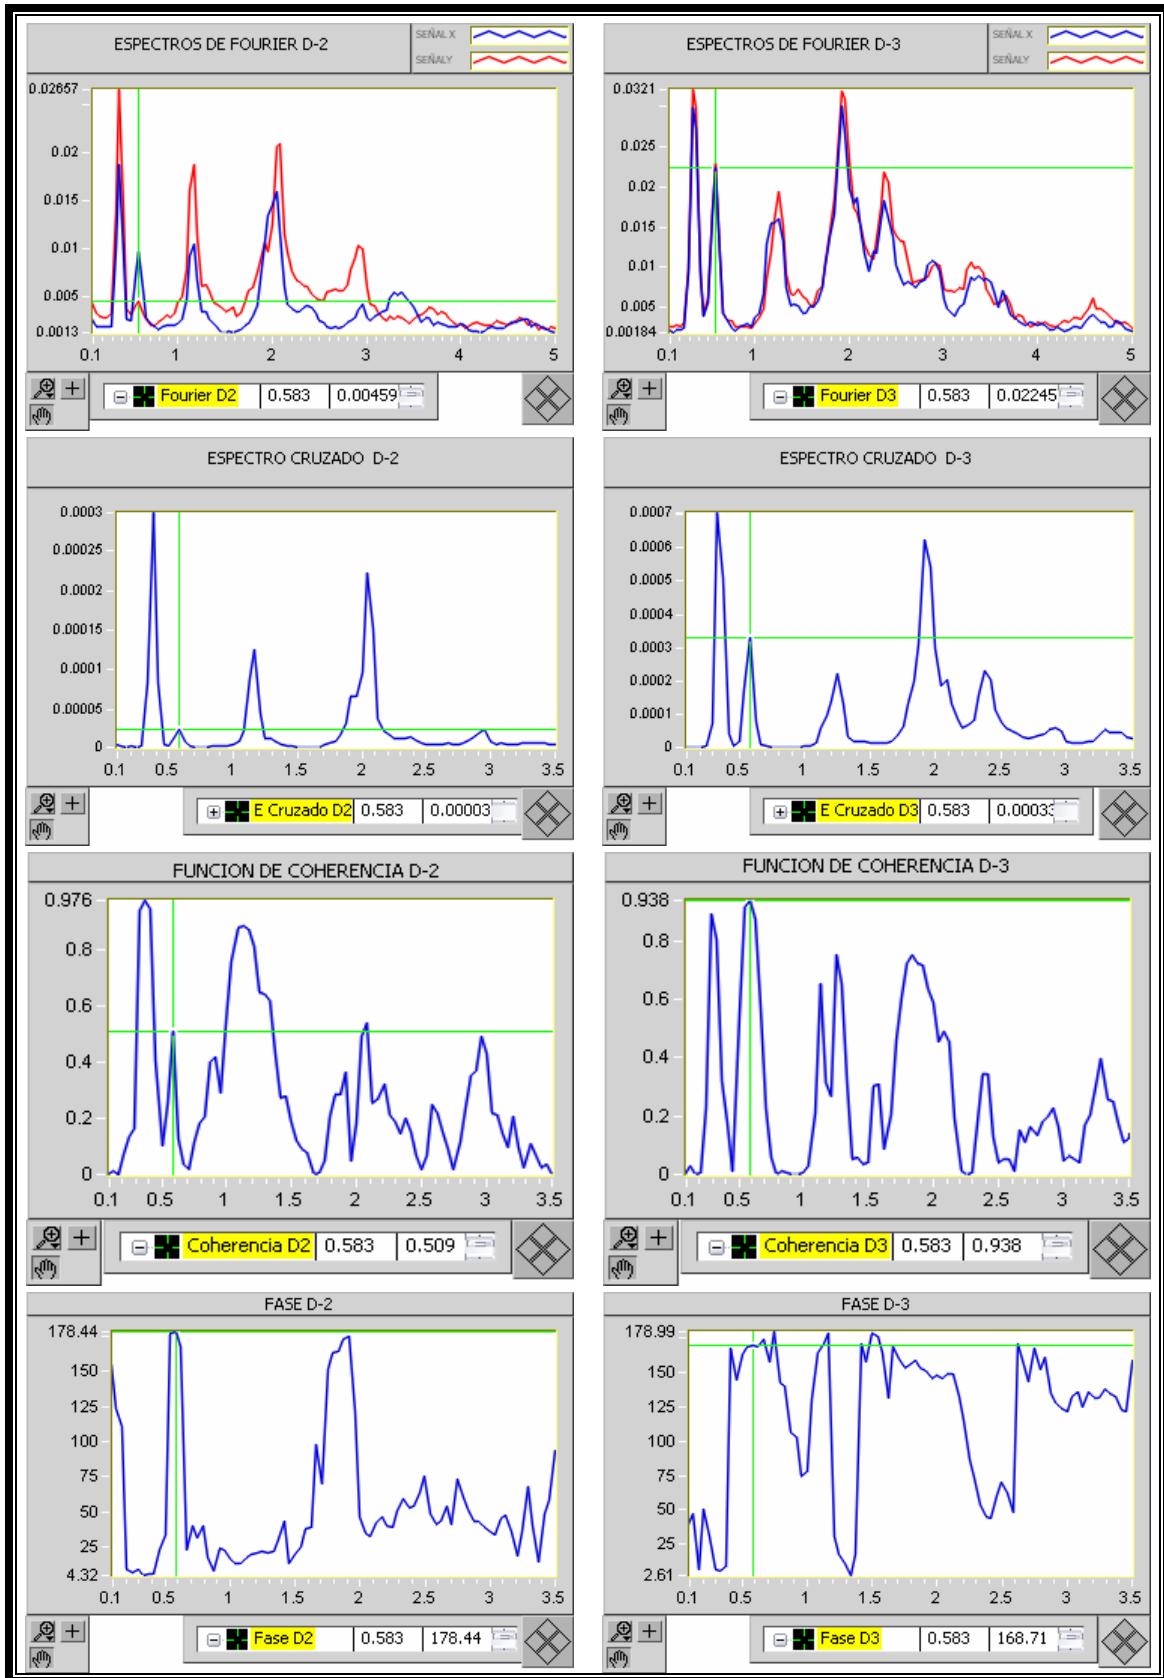 ESPECTROS DE FOURIER D-2
SEÑAL X
SEÑALY
0.02657
0.02
0.015
0.01
0.005
0.0013
0.1 1 2 3 4 5
Fourier D2 0.583 0.00459
ESPECTROS DE FOURIER D-3
SEÑAL X
SEÑALY
0.0321
0.025
0.02
0.015
0.01
0.005
0.00184
0.1 1 2 3 4 5
Fourier D3 0.583 0.02245
ESPECTRO CRUZADO D-2
0.0003
0.00025
0.0002
0.00015
0.0001
0.00005
0
0.1 0.5 1 1.5 2 2.5 3 3.5
E Cruzado D2 0.583 0.00003
ESPECTRO CRUZADO D-3
0.0007
0.0006
0.0005
0.0004
0.0003
0.0002
0.0001
0
0.1 0.5 1 1.5 2 2.5 3 3.5
E Cruzado D3 0.583 0.00033
FUNCION DE COHERENCIA D-2
0.976
0.8
0.6
0.4
0.2
0
0.1 0.5 1 1.5 2 2.5 3 3.5
Coherencia D2 0.583 0.509
FUNCION DE COHERENCIA D-3
0.938
0.8
0.6
0.4
0.2
0
0.1 0.5 1 1.5 2 2.5 3 3.5
Coherencia D3 0.583 0.938
FASE D-2
178.44
150
125
100
75
50
25
4.32
0.1 0.5 1 1.5 2 2.5 3 3.5
Fase D2 0.583 178.44
FASE D-3
178.99
150
125
100
75
50
25
2.61
0.1 0.5 1 1.5 2 2.5 3 3.5
Fase D3 0.583 168.71